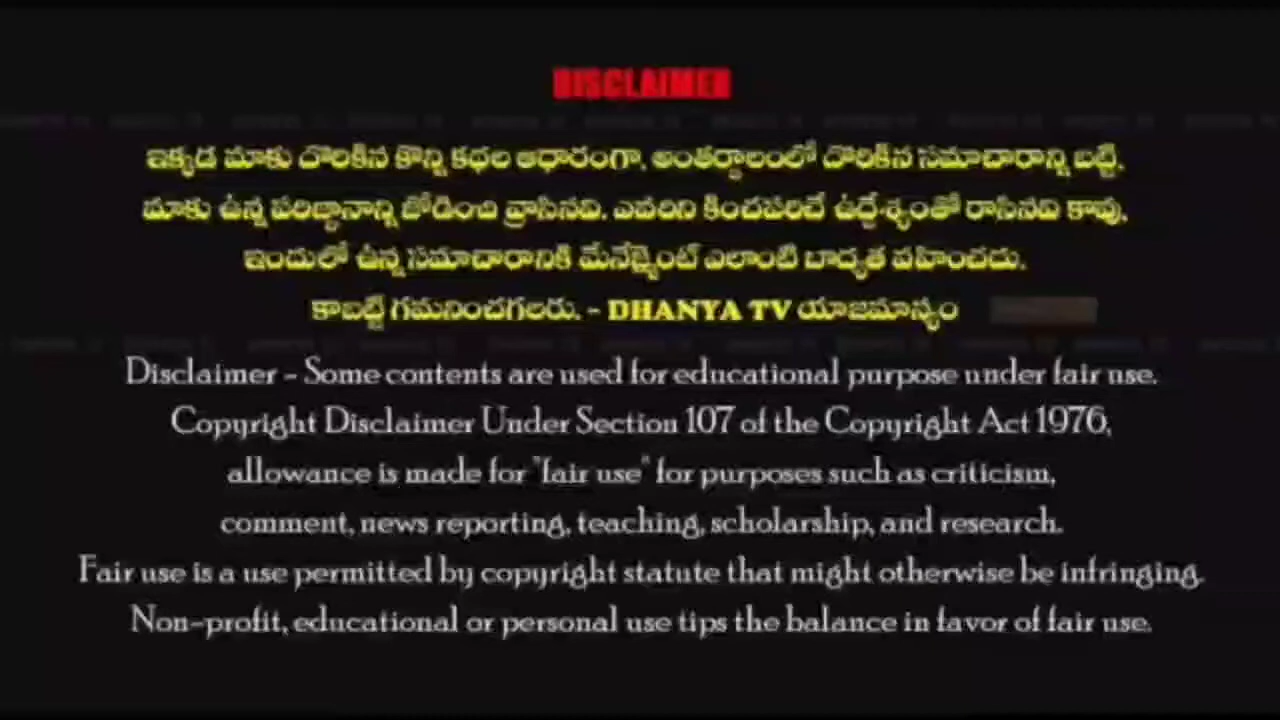 DISCLAIMER
ఇక్కడ మాకు దొరికిన కొన్ని కథల ఆధారంగా, అంతర్జాలంలో దొరికిన సమాచారాన్ని బట్టి,
మాకు ఉన్న పరిజ్ఞానాన్ని జోడించి వ్రాసినవి. ఎవరిని కించపరిచే ఉద్దేశ్యంతో రాసినవి కావు,
ఇందులో ఉన్న సమాచారానికి మేనేజ్మెంట్ ఎలాంటి బాధ్యత వహించదు.
కాబట్టి గమనించగలరు. - DHANYA TV యాజమాన్యం
Disclaimer - Some contents are used for educational purpose under fair use.
Copyright Disclaimer Under Section 107 of the Copyright Act 1976,
allowance is made for "fair use" for purposes such as criticism,
comment, news reporting, teaching, scholarship, and research.
Fair use is a use permitted by copyright statute that might otherwise be infringing.
Non-profit, educational or personal use tips the balance in favor of fair use.